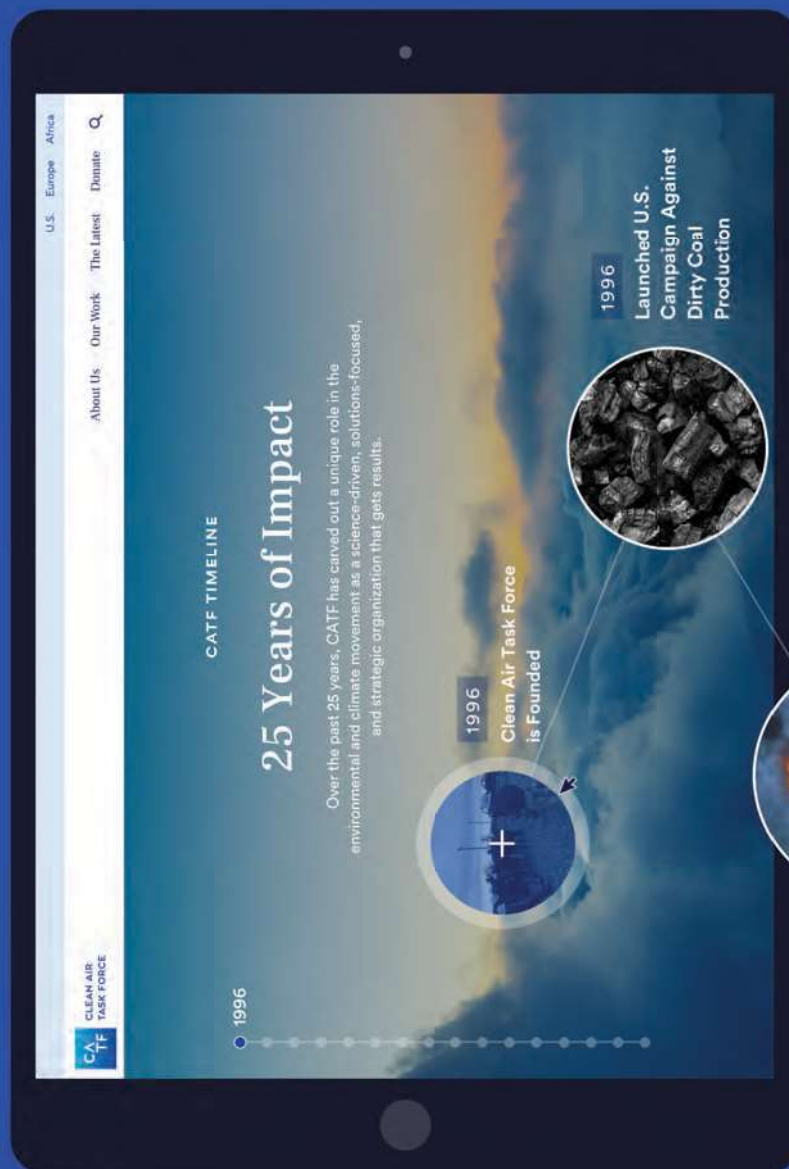 U.S. Europe Africa
CATF
CLEAN AIR
TASK FORCE
About Us Our Work The Latest Donate
CATF TIMELINE
25 Years of Impact
Over the past 25 years, CATF has carved out a unique role in the
environmental and climate movement as a science-driven, solutions-focused,
and strategic organization that gets results.
1996
1996
Clean Air Task Force
is Founded
1996
Launched U.S.
Campaign Against
Dirty Coal
Production